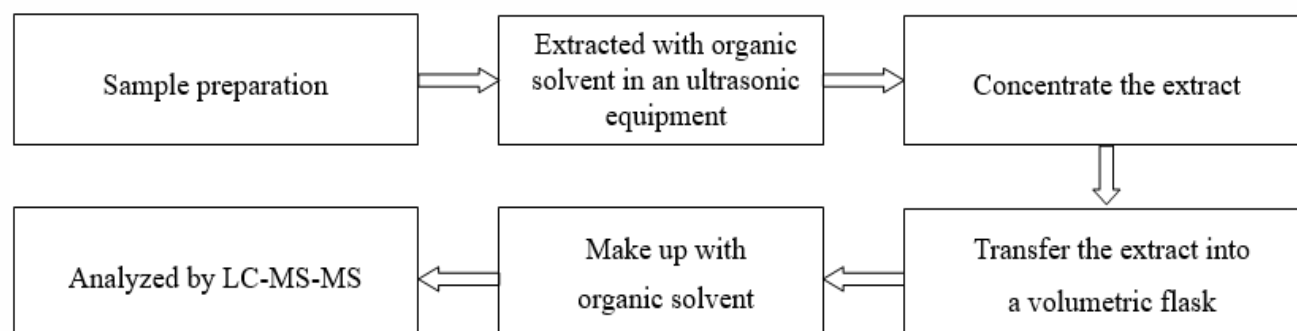 Sample preparation
Extracted with organic
solvent in an ultrasonic
equipment
Concentrate the extract
Transfer the extract into
a volumetric flask
Make up with
organic solvent
Analyzed by LC-MS-MS